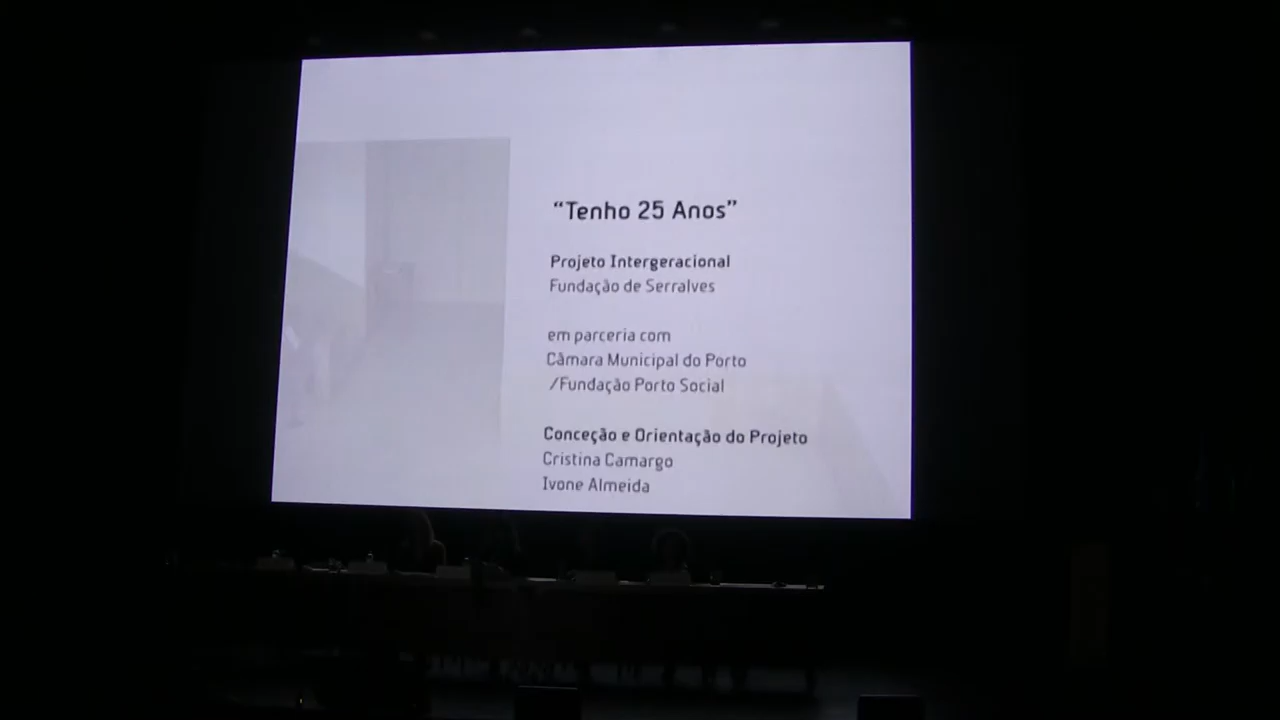 “Tenho 25 Anos”
Projeto Intergeracional
Fundação de Serralves
em parceria com
Câmara Municipal do Porto
/Fundação Porto Social
Conceção e Orientação do Projeto
Cristina Camargo
Ivone Almeida